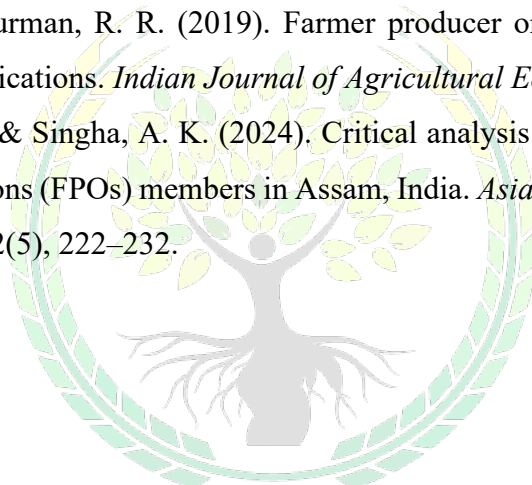 urman, R. R. (2019). Farmer producer o
ications. Indian Journal of Agricultural Ec
& Singha, A. K. (2024). Critical analysis
ons (FPOs) members in Assam, India. Asia
2(5), 222–232.